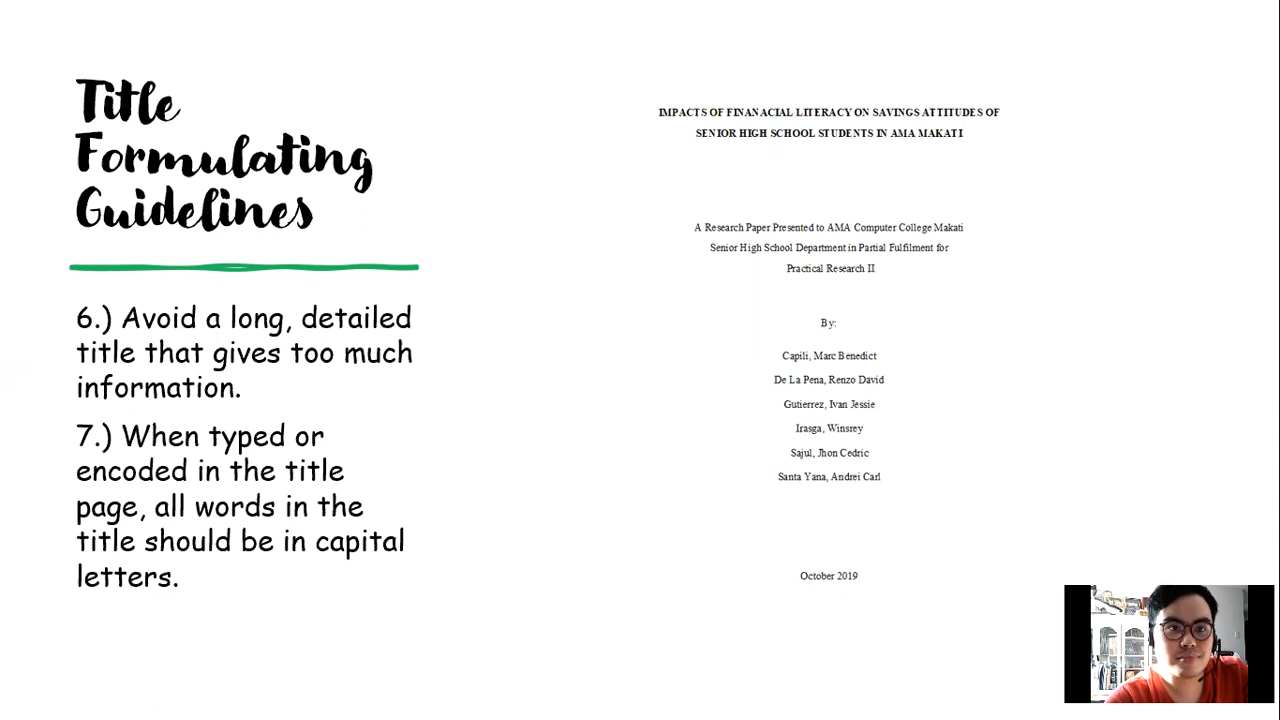 Title
Formulating
Guidelines
6.) Avoid a long, detailed
title that gives too much
information.
7.) When typed or
encoded in the title
page, all words in the
title should be in capital
letters.
IMPACTS OF FINANACIAL LITERACY ON SAVINGS ATTITUDES OF
SENIOR HIGH SCHOOL STUDENTS IN AMA MAKATI
A Research Paper Presented to AMA Computer College Makati
Senior High School Department in Partial Fulfilment for
Practical Research II
By:
Capili, Marc Benedict
De La Pena, Renzo David
Gutierrez, Ivan Jessie
Irasga, Winsrey
Sajul, Jhon Cedric
Santa Yana, Andrei Carl
October 2019